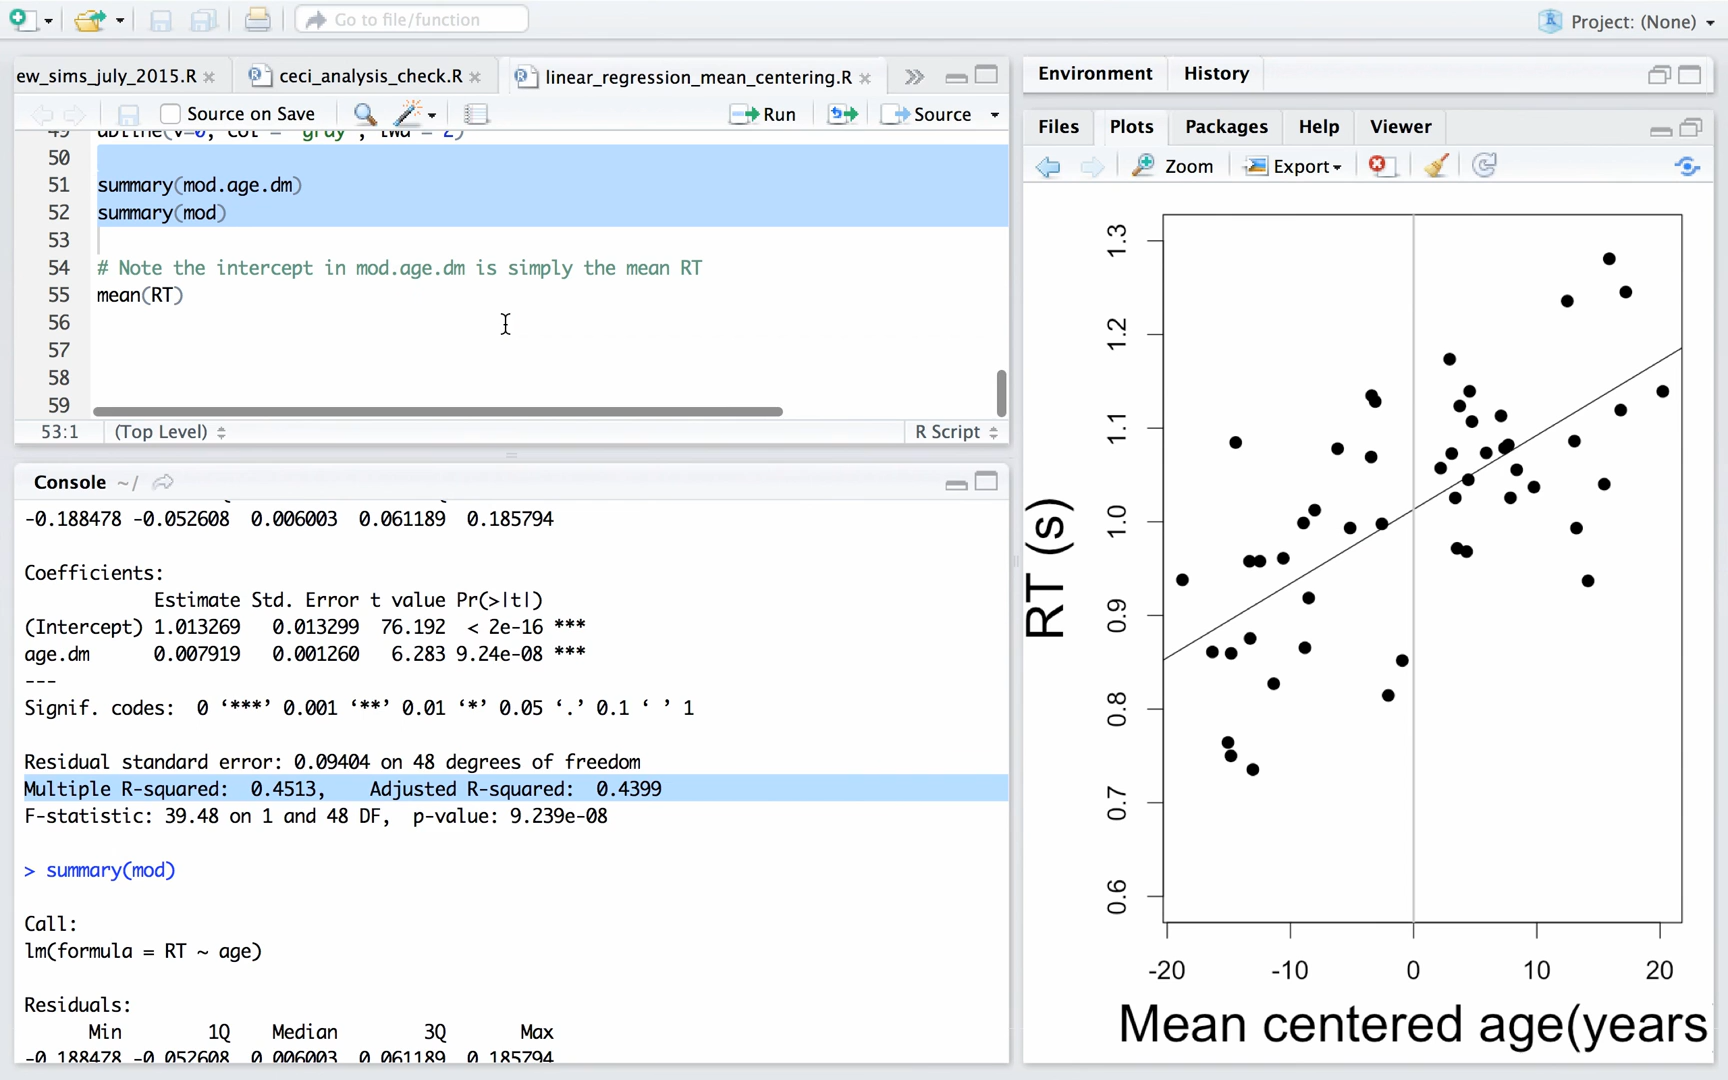 Go to file/function
Project: (None)
ew_sims_july_2015.R
ceci_analysis_check.R
linear_regression_mean_centering.R
Source on Save
Run
Source
49 abline(v=0, col = "gray", lwd = 2)
50
51 summary(mod.age.dm)
52 summary(mod)
53
54 # Note the intercept in mod.age.dm is simply the mean RT
55 mean(RT)
56
57
58
59
53:1 (Top Level) R Script
Console ~/
-0.188478 -0.052608 0.006003 0.061189 0.185794
Coefficients:
Estimate Std. Error t value Pr(>|t|)
(Intercept) 1.013269 0.013299 76.192 < 2e-16 ***
age.dm 0.007919 0.001260 6.283 9.24e-08 ***
---
Signif. codes: 0 ‘***’ 0.001 ‘**’ 0.01 ‘*’ 0.05 ‘.’ 0.1 ‘ ’ 1
Residual standard error: 0.09404 on 48 degrees of freedom
Multiple R-squared: 0.4513, Adjusted R-squared: 0.4399
F-statistic: 39.48 on 1 and 48 DF, p-value: 9.239e-08
> summary(mod)
Call:
lm(formula = RT ~ age)
Residuals:
Min 1Q Median 3Q Max
-0.188478 -0.052608 0.006003 0.061189 0.185794
Environment History
Files Plots Packages Help Viewer
Zoom Export
RT (s)
1.3
1.2
1.1
1.0
0.9
0.8
0.7
0.6
-20 -10 0 10 20
Mean centered age(years